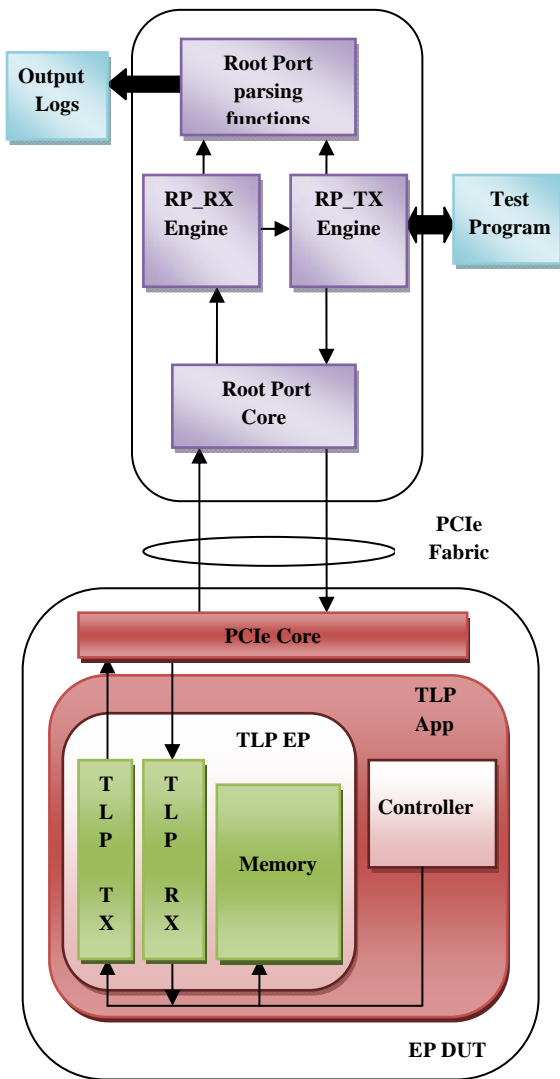 Output
Logs
Root Port
parsing
functions
RP_RX
Engine
RP_TX
Engine
Test
Program
Root Port
Core
PCIe
Fabric
PCIe Core
TLP
App
TLP EP
T
L
P
T
X
T
L
P
R
X
Memory
Controller
EP DUT